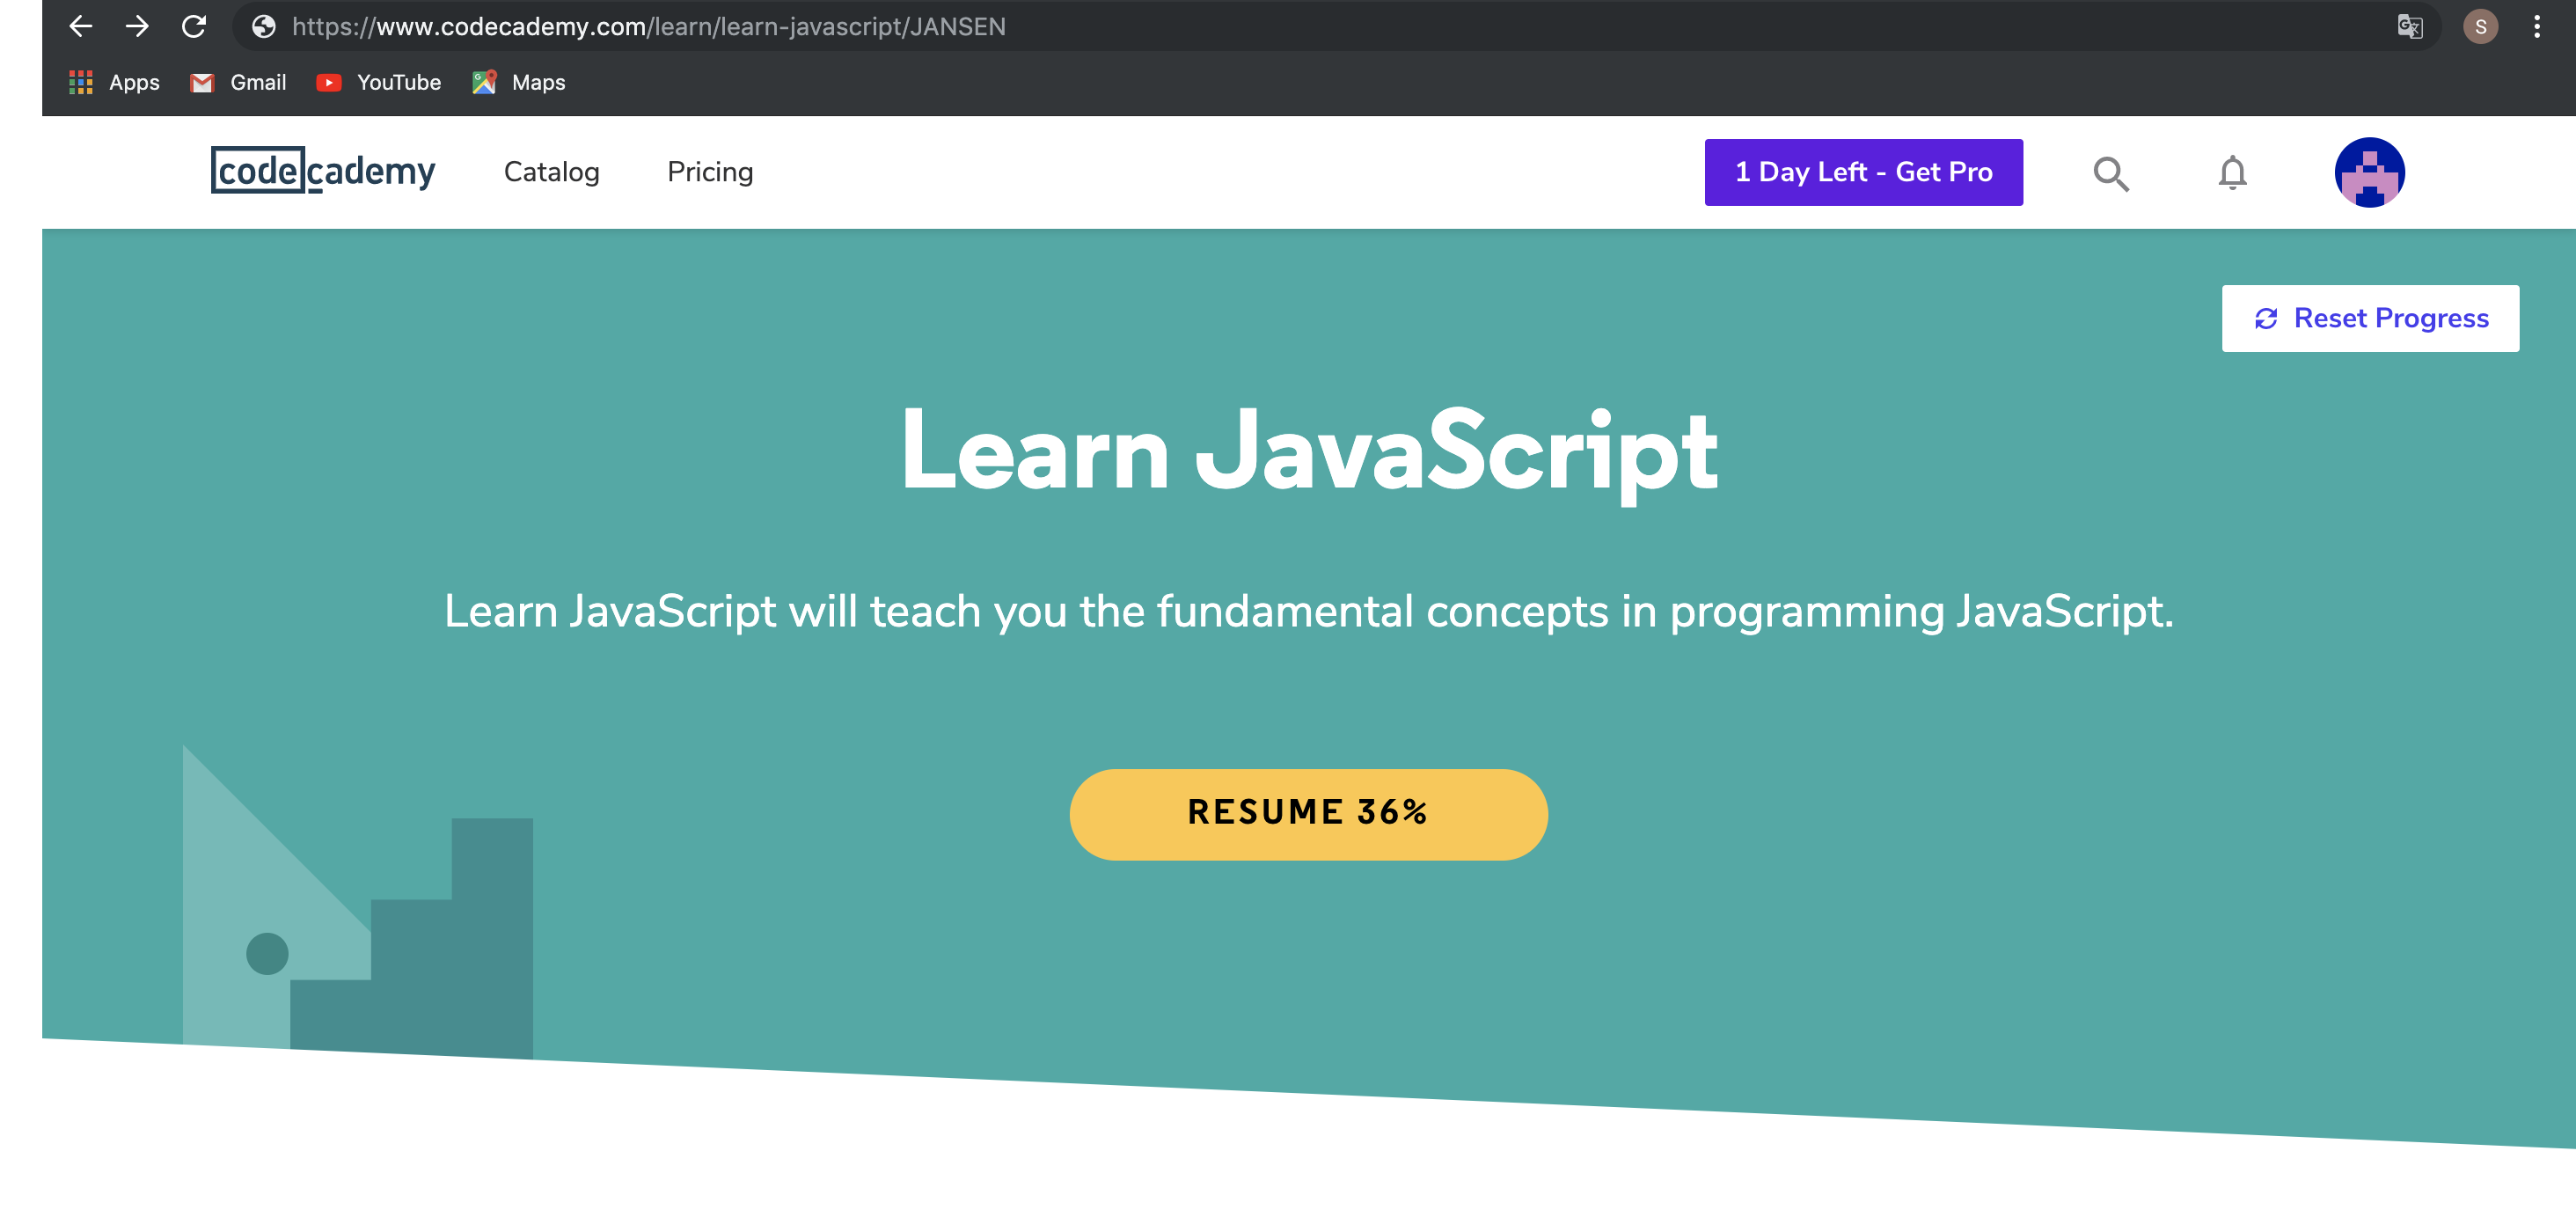 https://www.codecademy.com/learn/learn-javascript/JANSEN
S
Apps Gmail YouTube Maps
codecademy Catalog Pricing 1 Day Left - Get Pro
Reset Progress
Learn JavaScript
Learn JavaScript will teach you the fundamental concepts in programming JavaScript.
RESUME 36%